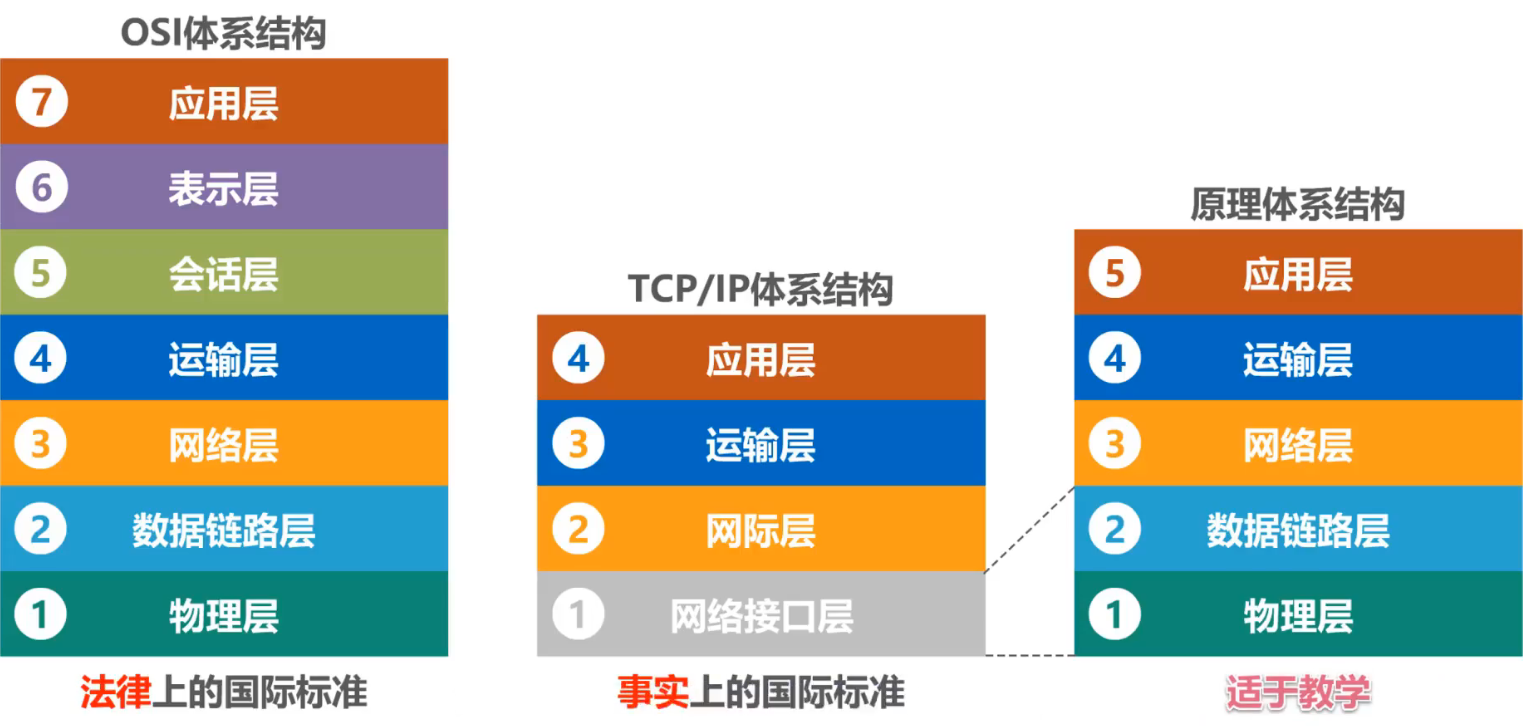 OSI体系结构
7 应用层
6 表示层
5 会话层
4 运输层
3 网络层
2 数据链路层
1 物理层
法律上的国际标准
TCP/IP体系结构
4 应用层
3 运输层
2 网际层
1 网络接口层
事实上的国际标准
原理体系结构
5 应用层
4 运输层
3 网络层
2 数据链路层
1 物理层
适于教学